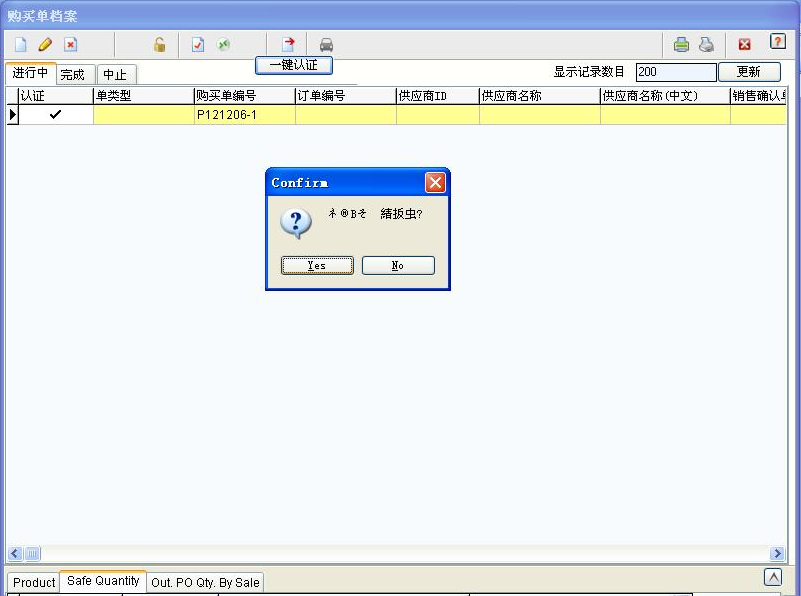 购买单档案
一键认证
进行中 完成 中止 显示记录数目 200 更新
认证 单类型 购买单编号 订单编号 供应商ID 供应商名称 供应商名称(中文) 销售确认
P121206-1
Confirm
ネ®Bそ 緒扳虫?
Yes No
Product Safe Quantity Out. PO Qty. By Sale